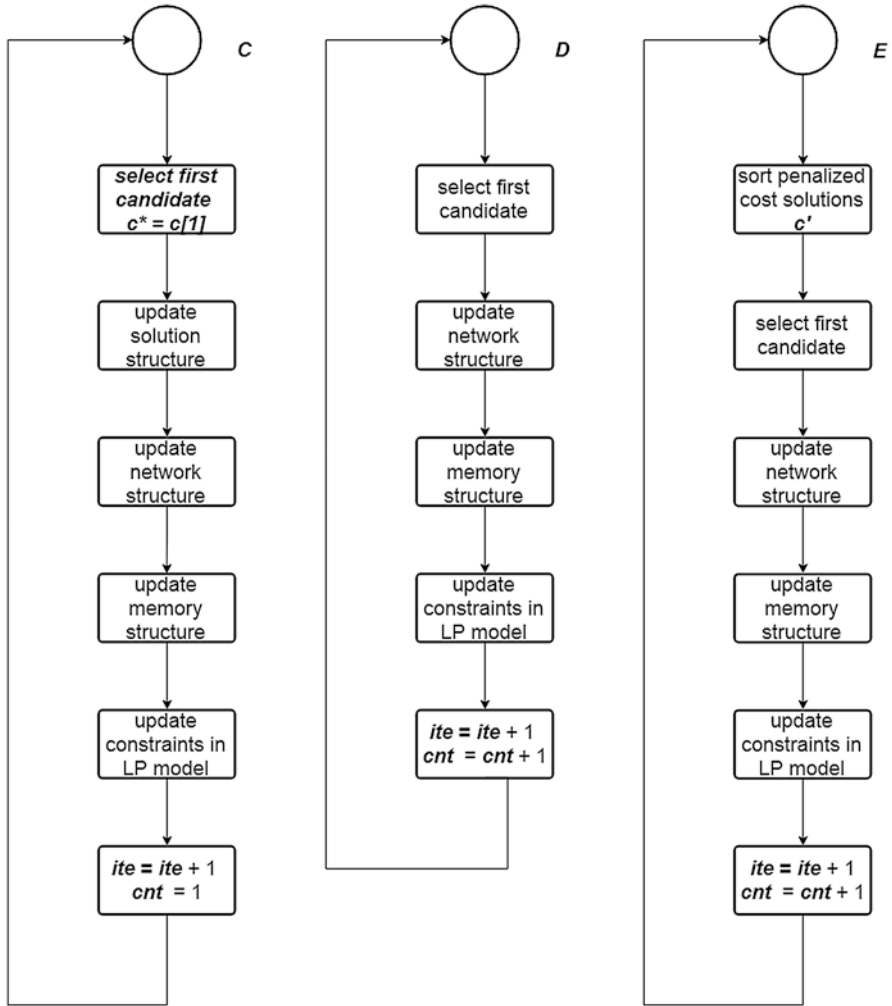 C
select first
candidate
c* = c[1]
update
solution
structure
update
network
structure
update
memory
structure
update
constraints in
LP model
ite = ite + 1
cnt = 1
D
select first
candidate
update
network
structure
update
memory
structure
update
constraints in
LP model
ite = ite + 1
cnt = cnt + 1
E
sort penalized
cost solutions
c'
select first
candidate
update
network
structure
update
memory
structure
update
constraints in
LP model
ite = ite + 1
cnt = cnt + 1